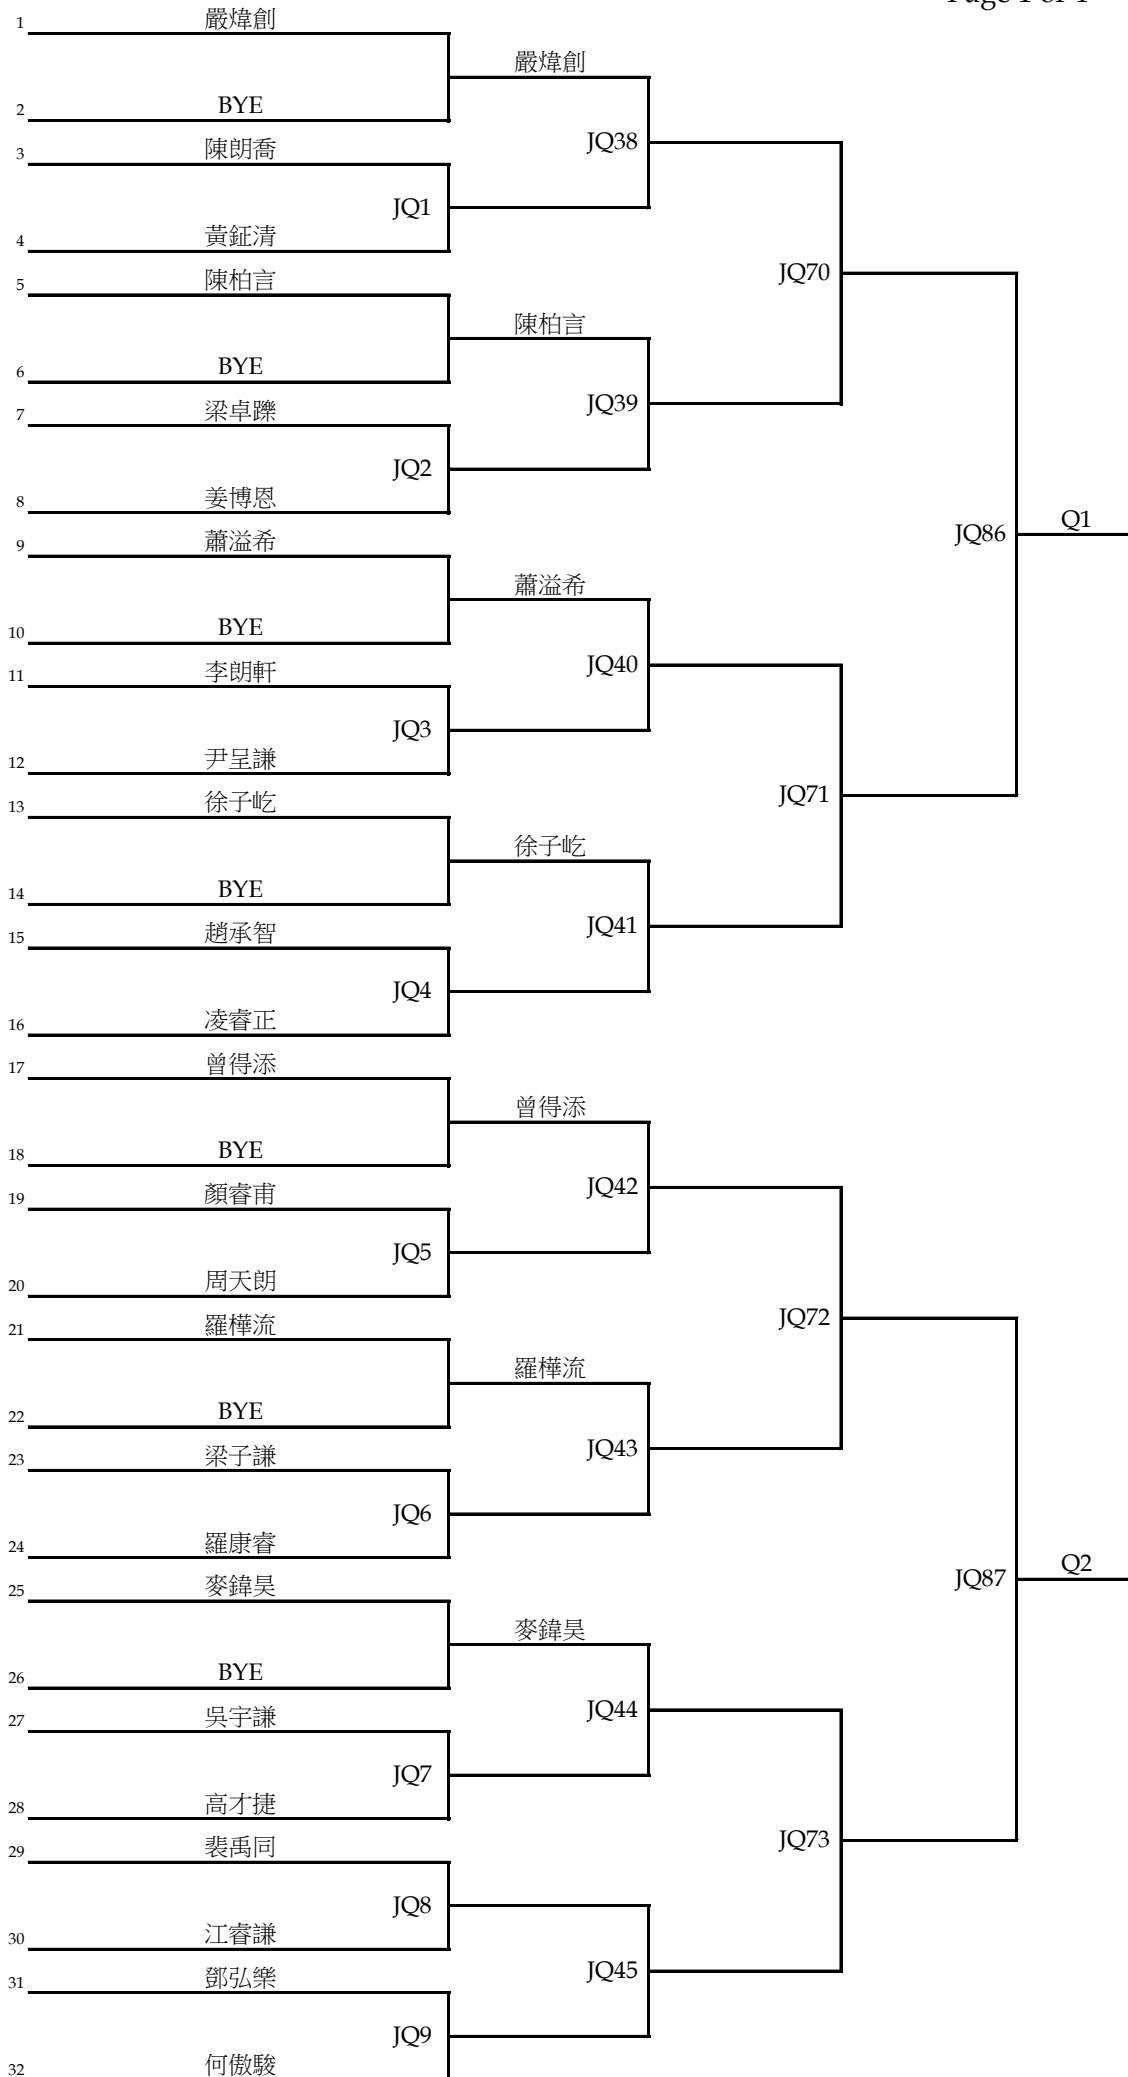 1 嚴煒創
嚴煒創
2 BYE
JQ38
3 陳朗喬
JQ1
4 黃鉦清
JQ70
5 陳柏言
陳柏言
6 BYE
JQ39
7 梁卓躒
JQ2
8 姜博恩
JQ86 Q1
9 蕭溢希
蕭溢希
10 BYE
JQ40
11 李朗軒
JQ3
12 尹呈謙
JQ71
13 徐子屹
徐子屹
14 BYE
JQ41
15 趙承智
JQ4
16 凌睿正
17 曾得添
曾得添
18 BYE
JQ42
19 顏睿甫
JQ5
20 周天朗
JQ72
21 羅樺流
羅樺流
22 BYE
JQ43
23 梁子謙
JQ6
24 羅康睿
JQ87 Q2
25 麥鍏昊
麥鍏昊
26 BYE
JQ44
27 吳宇謙
JQ7
28 高才捷
JQ73
29 裴禹同
JQ8
30 江睿謙
JQ45
31 鄧弘樂
JQ9
32 何傲駿